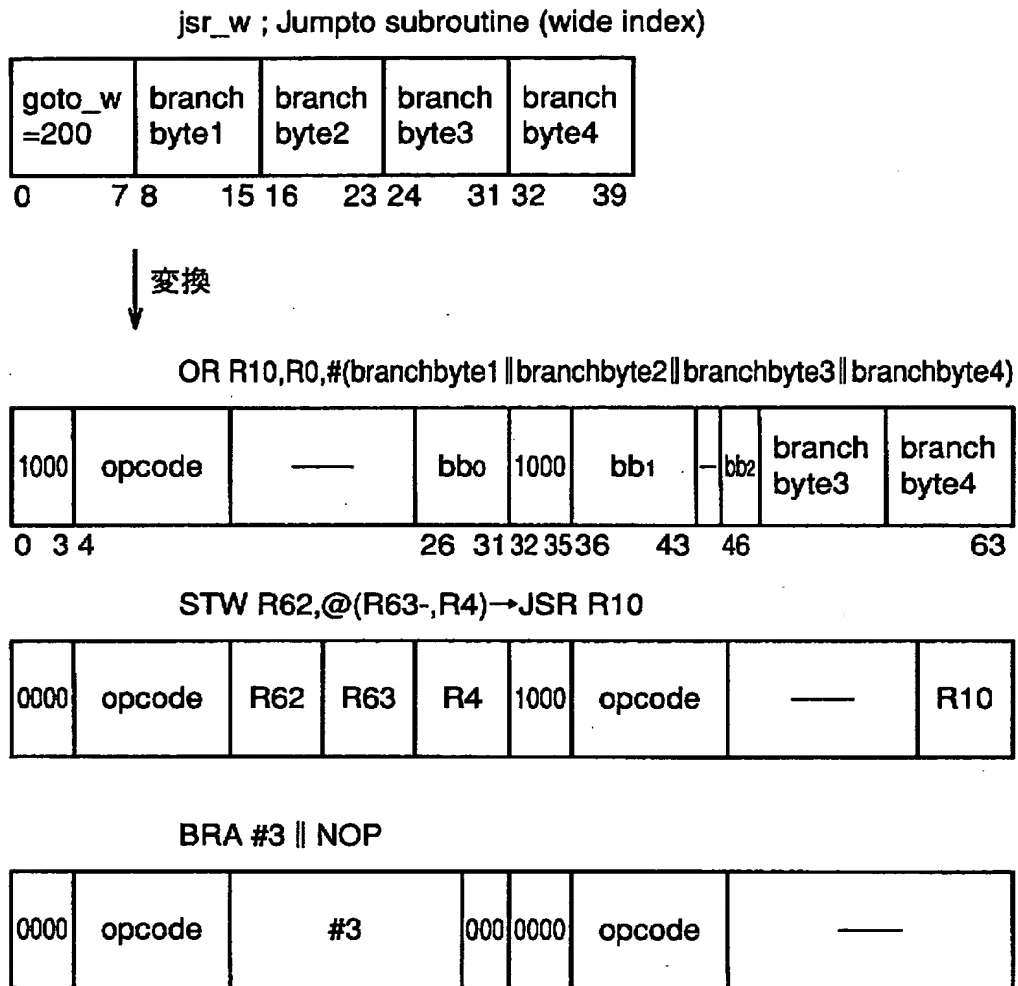 jsr_w ; Jumpto subroutine (wide index)
goto_w =200 branch byte1 branch byte2 branch byte3 branch byte4
0 7 8 15 16 23 24 31 32 39
変換
OR R10,R0,#(branchbyte1∥branchbyte2∥branchbyte3∥branchbyte4)
1000 opcode — bb0 1000 bb1 – bb2 branch byte3 branch byte4
0 3 4 26 31 32 35 36 43 46 63
STW R62,@(R63-,R4)→JSR R10
0000 opcode R62 R63 R4 1000 opcode — R10
BRA #3 ∥ NOP
0000 opcode #3 000 0000 opcode —